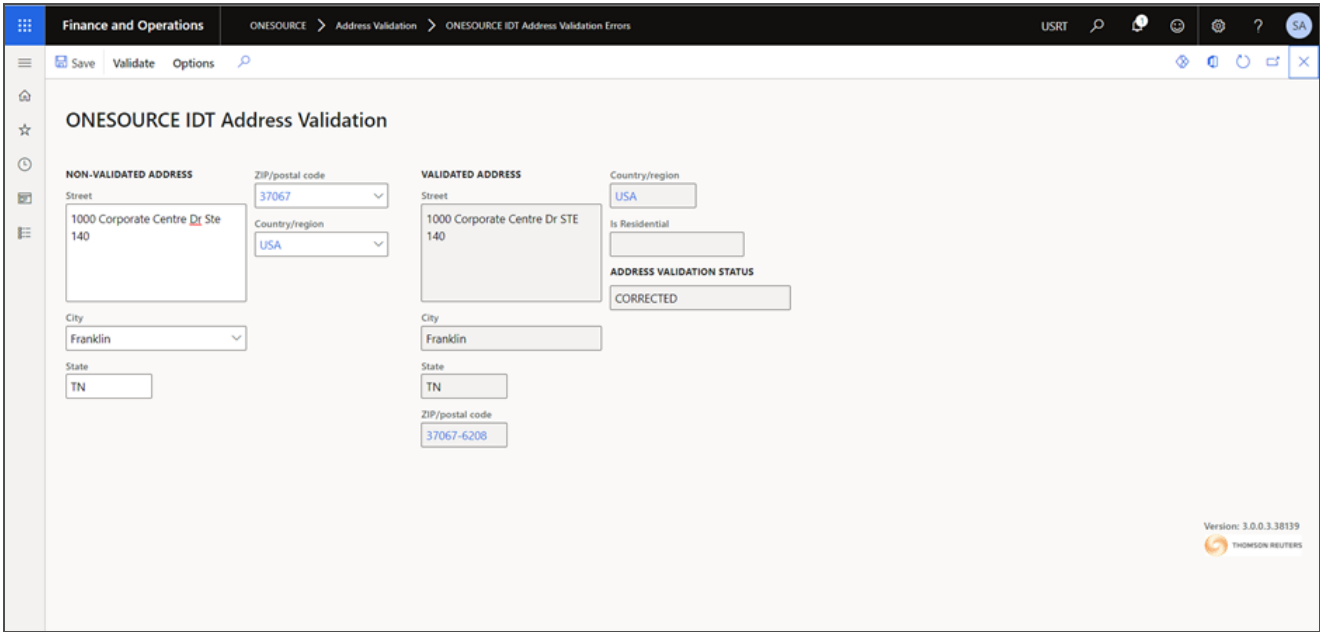 Finance and Operations
ONESOURCE > Address Validation > ONESOURCE IDT Address Validation Errors
USRT
1
?
SA
Save Validate Options
ONESOURCE IDT Address Validation
NON-VALIDATED ADDRESS
Street
1000 Corporate Centre Dr Ste
140
City
Franklin
State
TN
ZIP/postal code
37067
Country/region
USA
VALIDATED ADDRESS
Street
1000 Corporate Centre Dr STE
140
City
Franklin
State
TN
ZIP/postal code
37067-6208
Country/region
USA
Is Residential
ADDRESS VALIDATION STATUS
CORRECTED
Version: 3.0.0.3.38139
THOMSON REUTERS